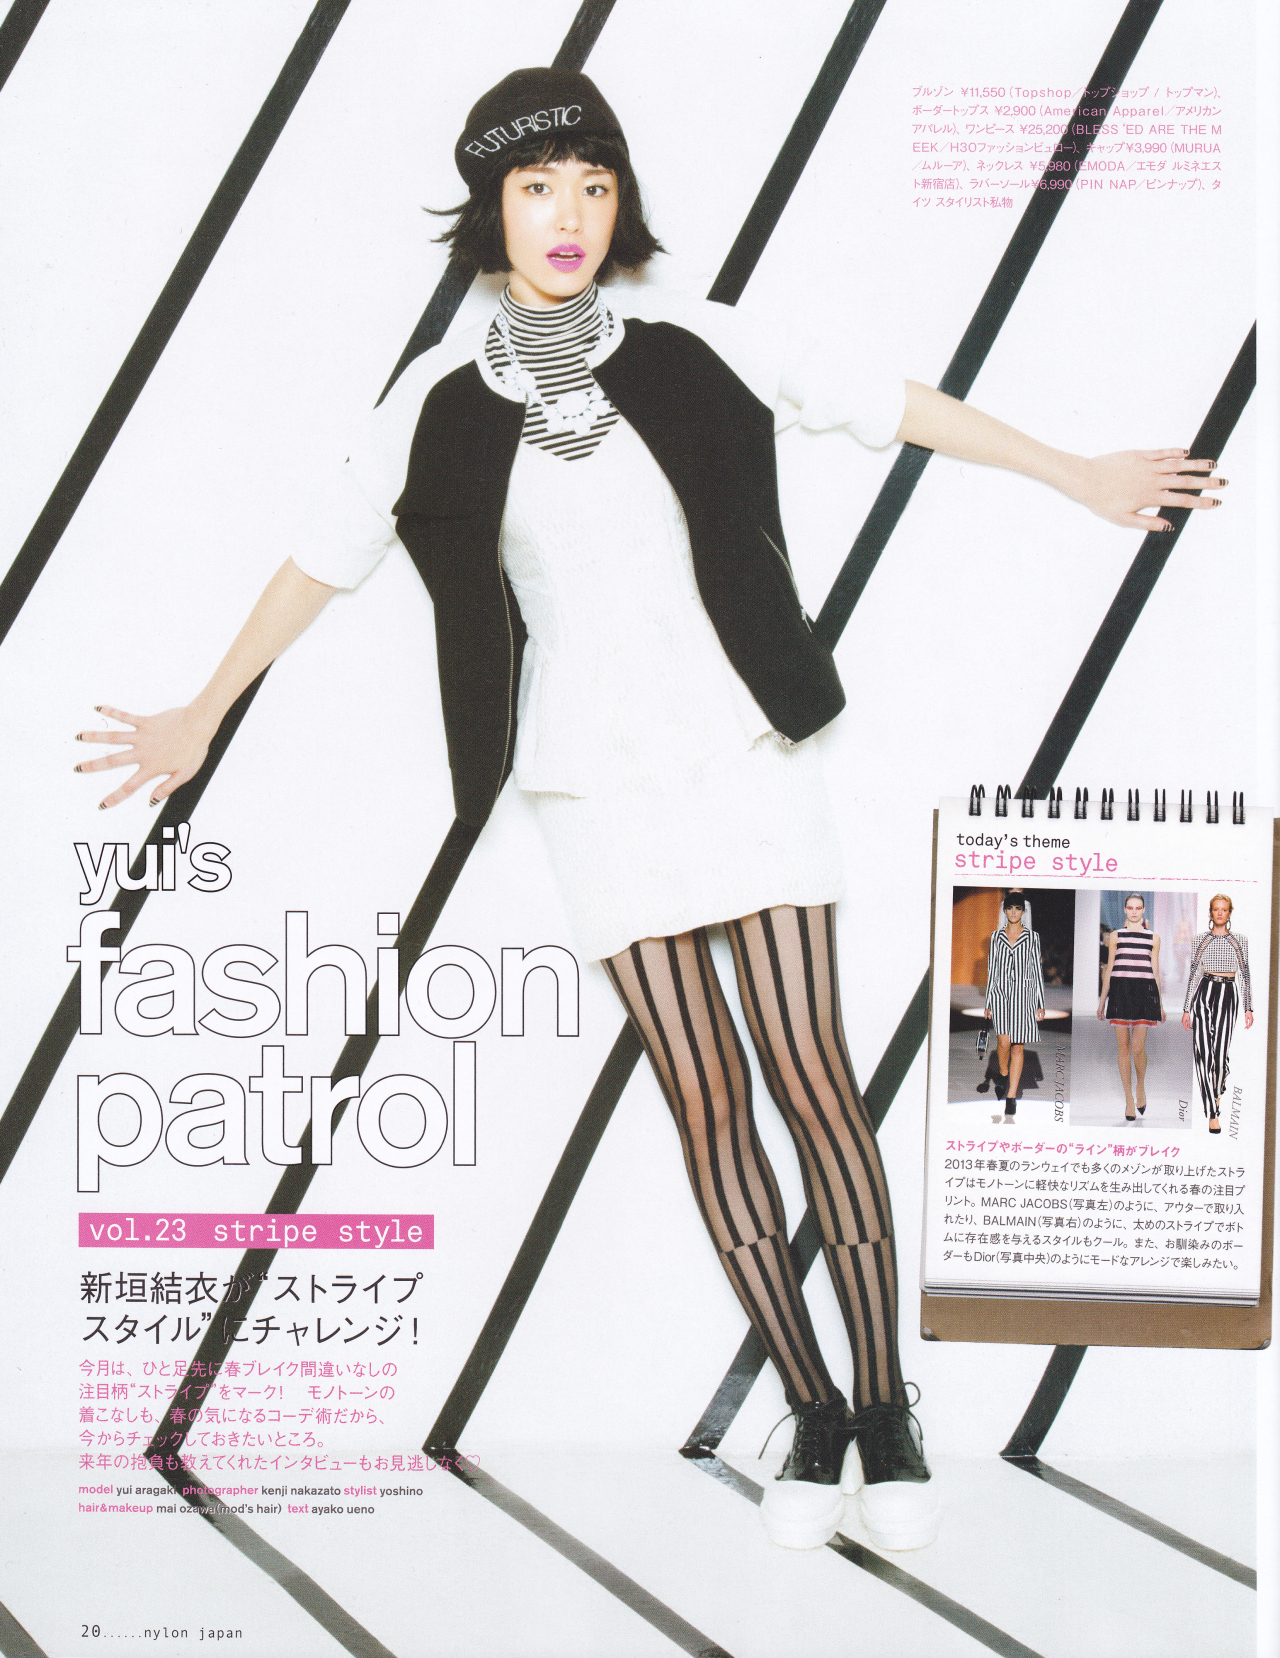 FUTURISTIC
ブルゾン ¥11,550（Topshop／トップショップ / トップマン）、
ボーダートップス ¥2,900（American Apparel／アメリカン
アパレル）、ワンピース ¥25,200（BLESS 'ED ARE THE M
EEK／H3Oファッションビュロー）、キャップ¥3,990（MURUA
／ムルーア）、ネックレス ¥5,980（EMODA／エモダ ルミネエス
ト新宿店）、ラバーソール¥6,990（PIN NAP／ピンナップ）、タ
イツ スタイリスト私物
yui's
fashion
patrol
vol.23 stripe style
新垣結衣が“ストライプ
スタイル”にチャレンジ！
今月は、ひと足先に春ブレイク間違いなしの
注目柄“ストライプ”をマーク！ モノトーンの
着こなしも、春の気になるコーデ術だから、
今からチェックしておきたいところ。
来年の抱負も教えてくれたインタビューもお見逃しなく♡
model yui aragaki photographer kenji nakazato stylist yoshino
hair&makeup mai ozawa(mod's hair) text ayako ueno
today's theme
stripe style
MARC JACOBS
Dior
BALMAIN
ストライプやボーダーの“ライン”柄がブレイク
2013年春夏のランウェイでも多くのメゾンが取り上げたストラ
イプはモノトーンに軽快なリズムを生み出してくれる春の注目プ
リント。MARC JACOBS（写真左）のように、アウターで取り入
れたり、BALMAIN（写真右）のように、太めのストライプでボト
ムに存在感を与えるスタイルもクール。また、お馴染みのボー
ダーもDior（写真中央）のようにモードなアレンジで楽しみたい。
20......nylon japan